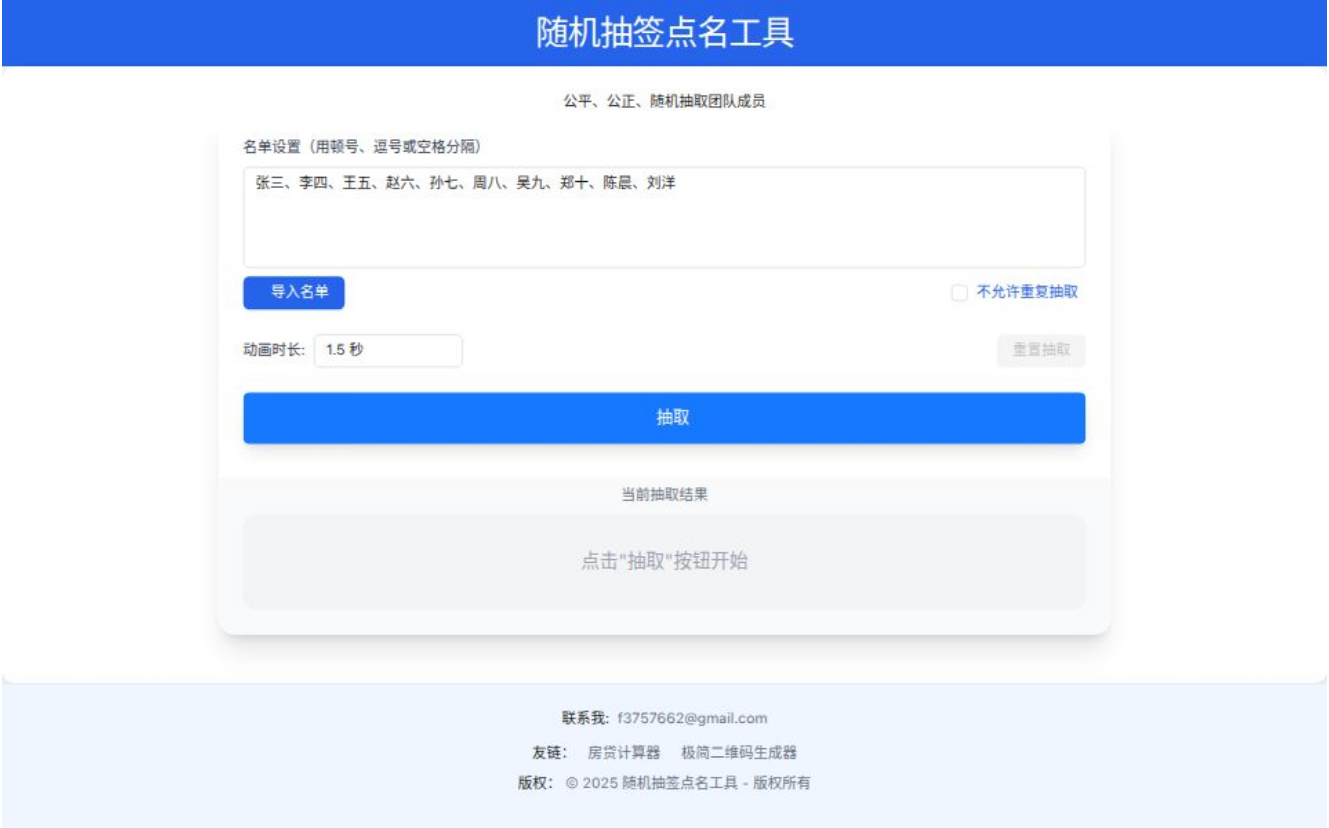 随机抽签点名工具
公平、公正、随机抽取团队成员
名单设置（用顿号、逗号或空格分隔）
张三、李四、王五、赵六、孙七、周八、吴九、郑十、陈晨、刘洋
导入名单
不允许重复抽取
动画时长: 1.5 秒
重置抽取
抽取
当前抽取结果
点击"抽取"按钮开始
联系我: f3757662@gmail.com
友链： 房贷计算器 极简二维码生成器
版权： © 2025 随机抽签点名工具 - 版权所有